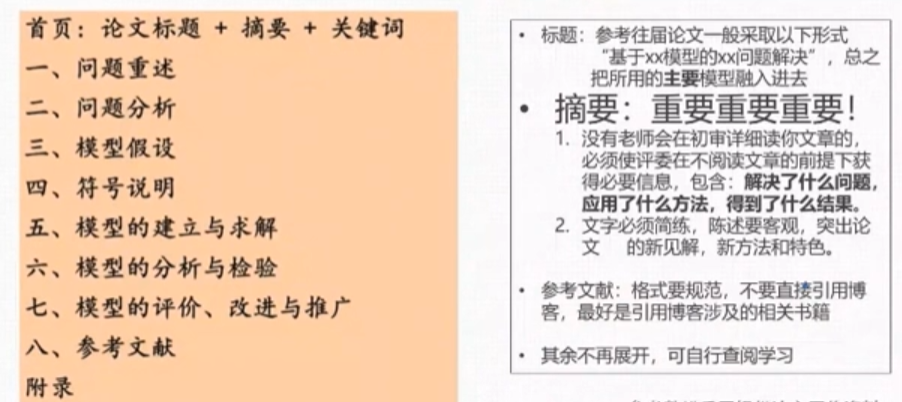 首页：论文标题 + 摘要 + 关键词
一、问题重述
二、问题分析
三、模型假设
四、符号说明
五、模型的建立与求解
六、模型的分析与检验
七、模型的评价、改进与推广
八、参考文献
附录
• 标题：参考往届论文一般采取以下形式
“基于xx模型的xx问题解决”，总之
把所用的主要模型融入进去
• 摘要：重要重要重要！
1. 没有老师会在初审详细读你文章的，
必须使评委在不阅读文章的前提下获
得必要信息，包含：解决了什么问题，
应用了什么方法，得到了什么结果。
2. 文字必须简练，陈述要客观，突出论
文 的新见解，新方法和特色。
• 参考文献：格式要规范，不要直接引用博
客，最好是引用博客涉及的相关书籍
• 其余不再展开，可自行查阅学习